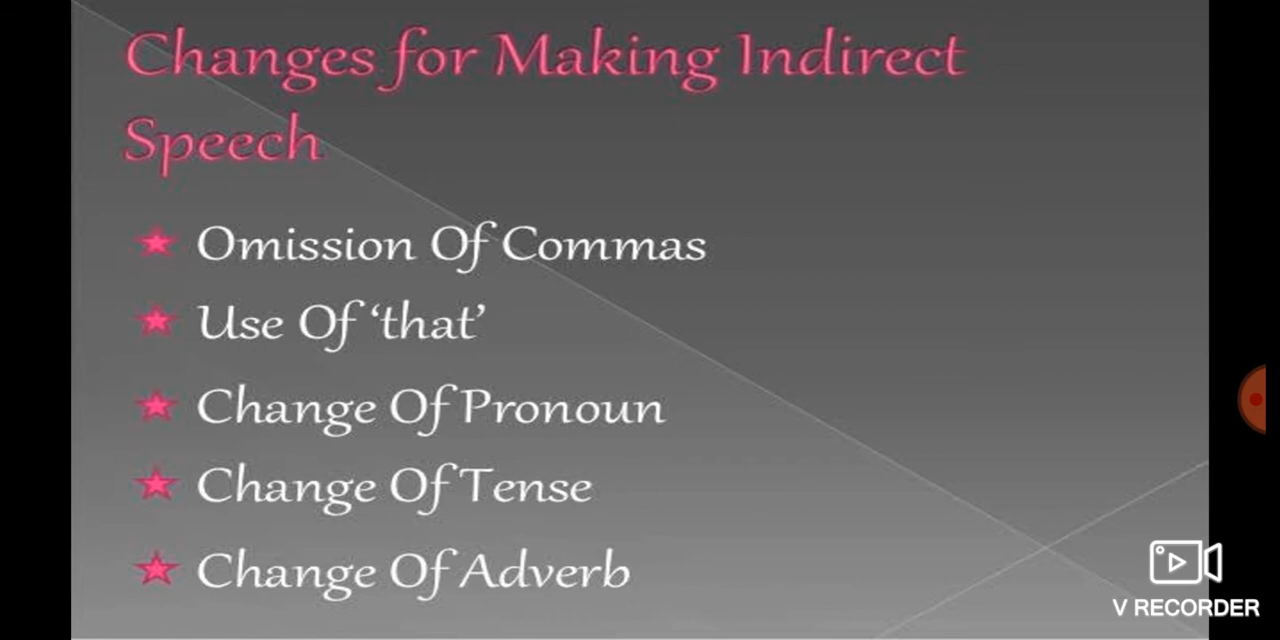 Changes for Making Indirect
Speech
Omission Of Commas
Use Of ‘that’
Change Of Pronoun
Change Of Tense
Change Of Adverb
V RECORDER